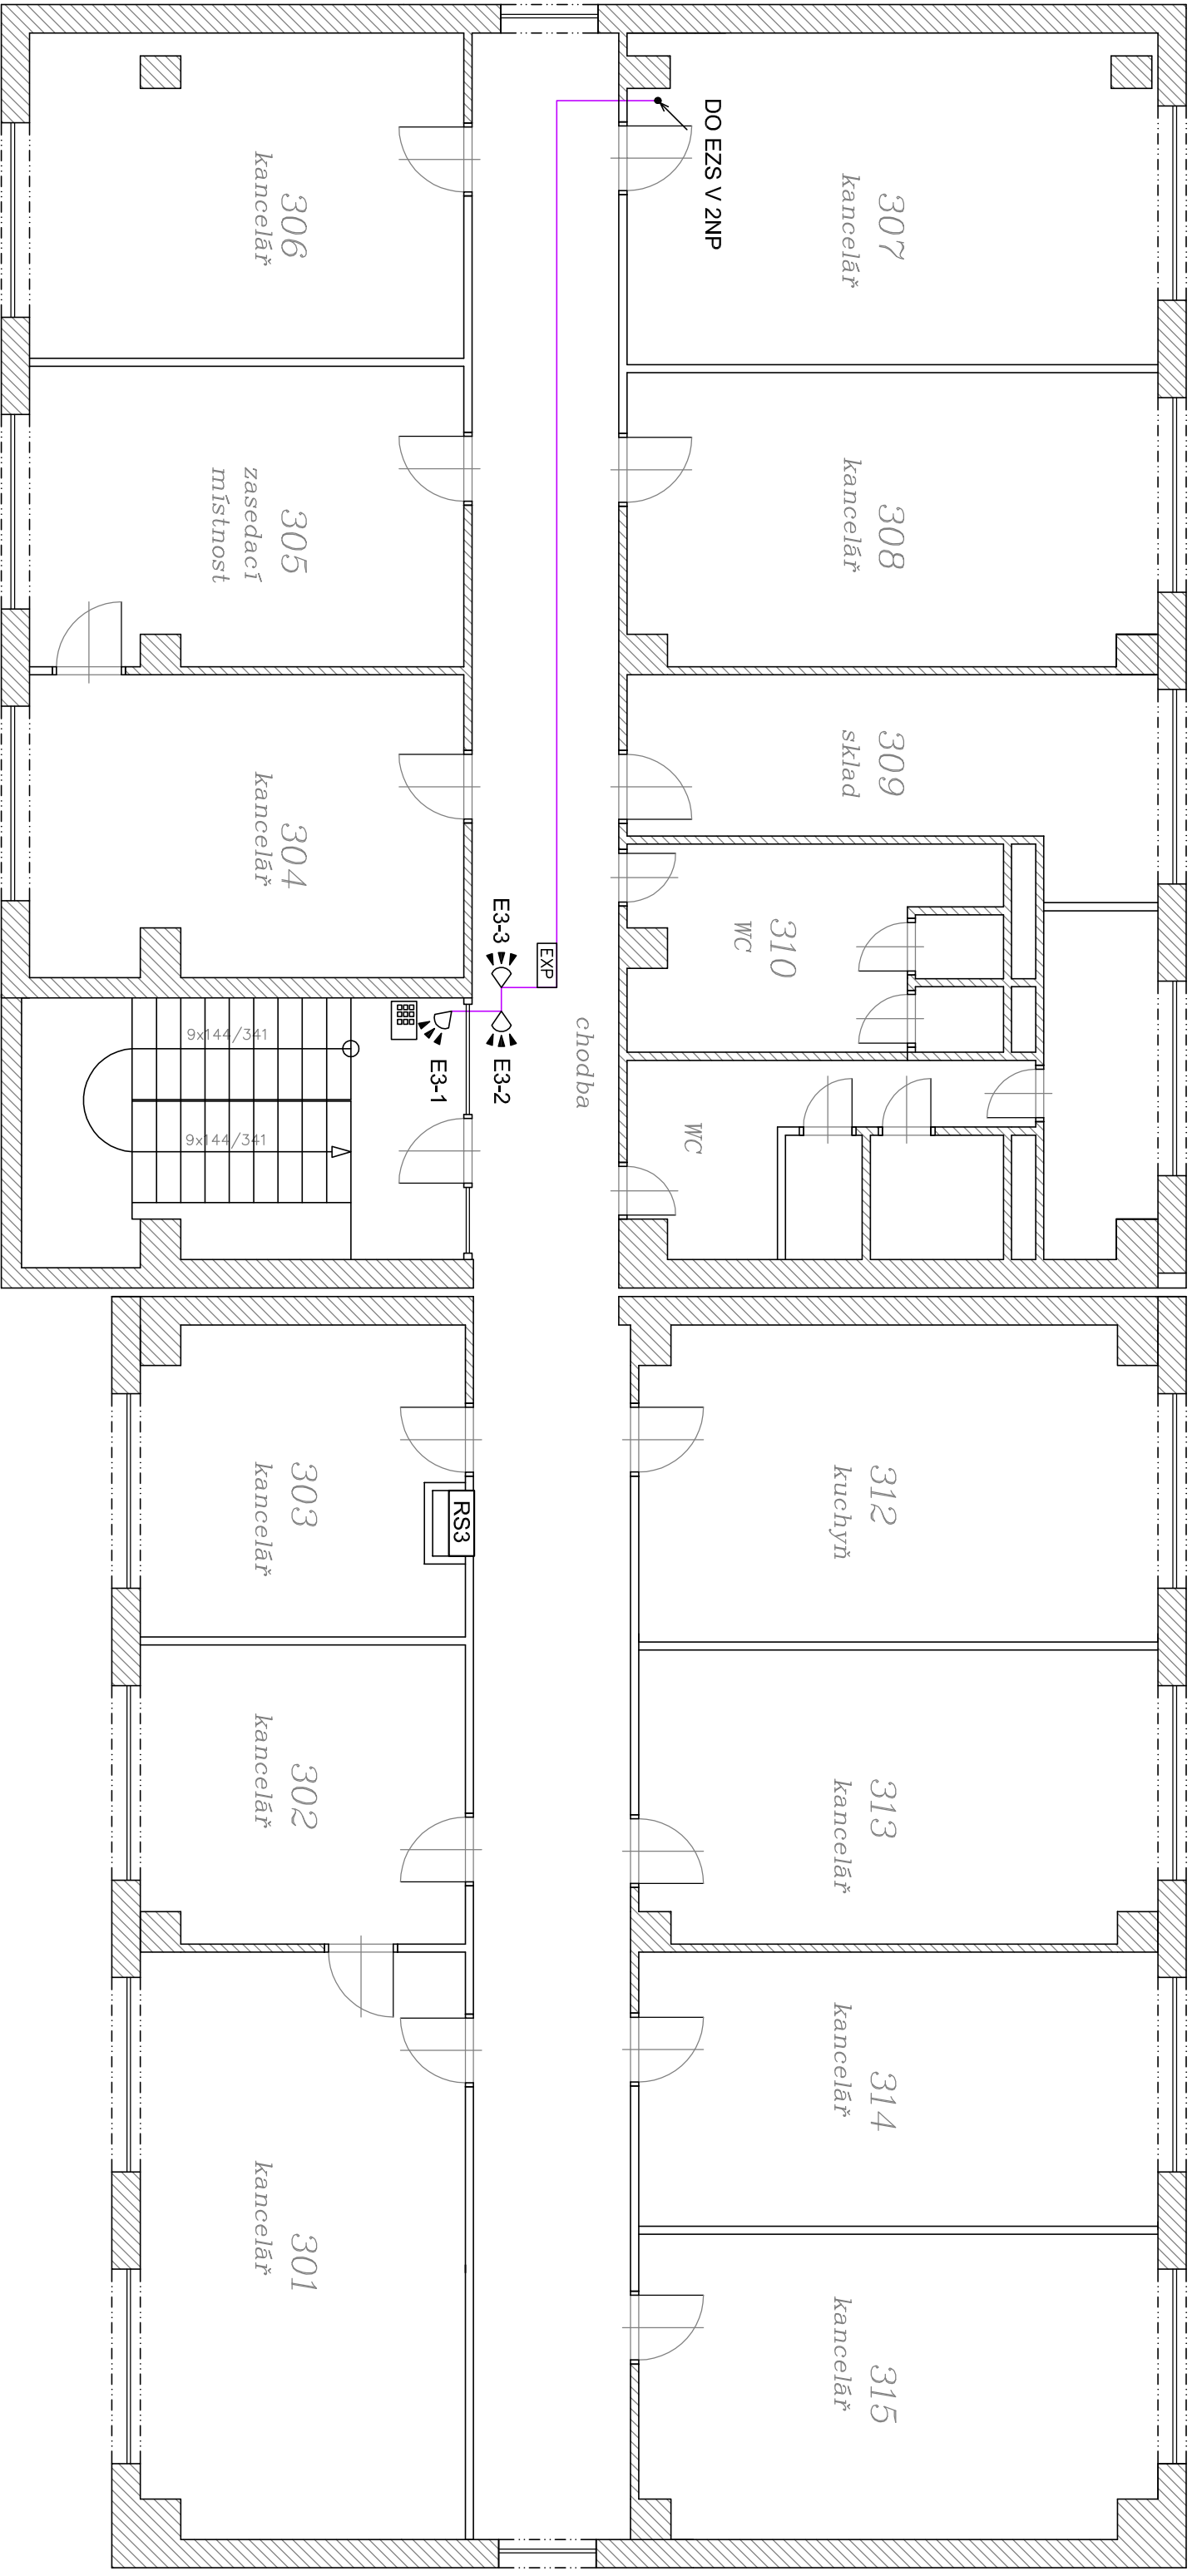 307
kancelář
308
kancelář
309
sklad
310
WC
WC
312
kuchyň
313
kancelář
314
kancelář
315
kancelář
DO EZS V 2NP
chodba
EXP
E3-3
E3-2
E3-1
RS3
306
kancelář
305
zasedací
místnost
304
kancelář
9x144/341
9x144/341
303
kancelář
302
kancelář
301
kancelář